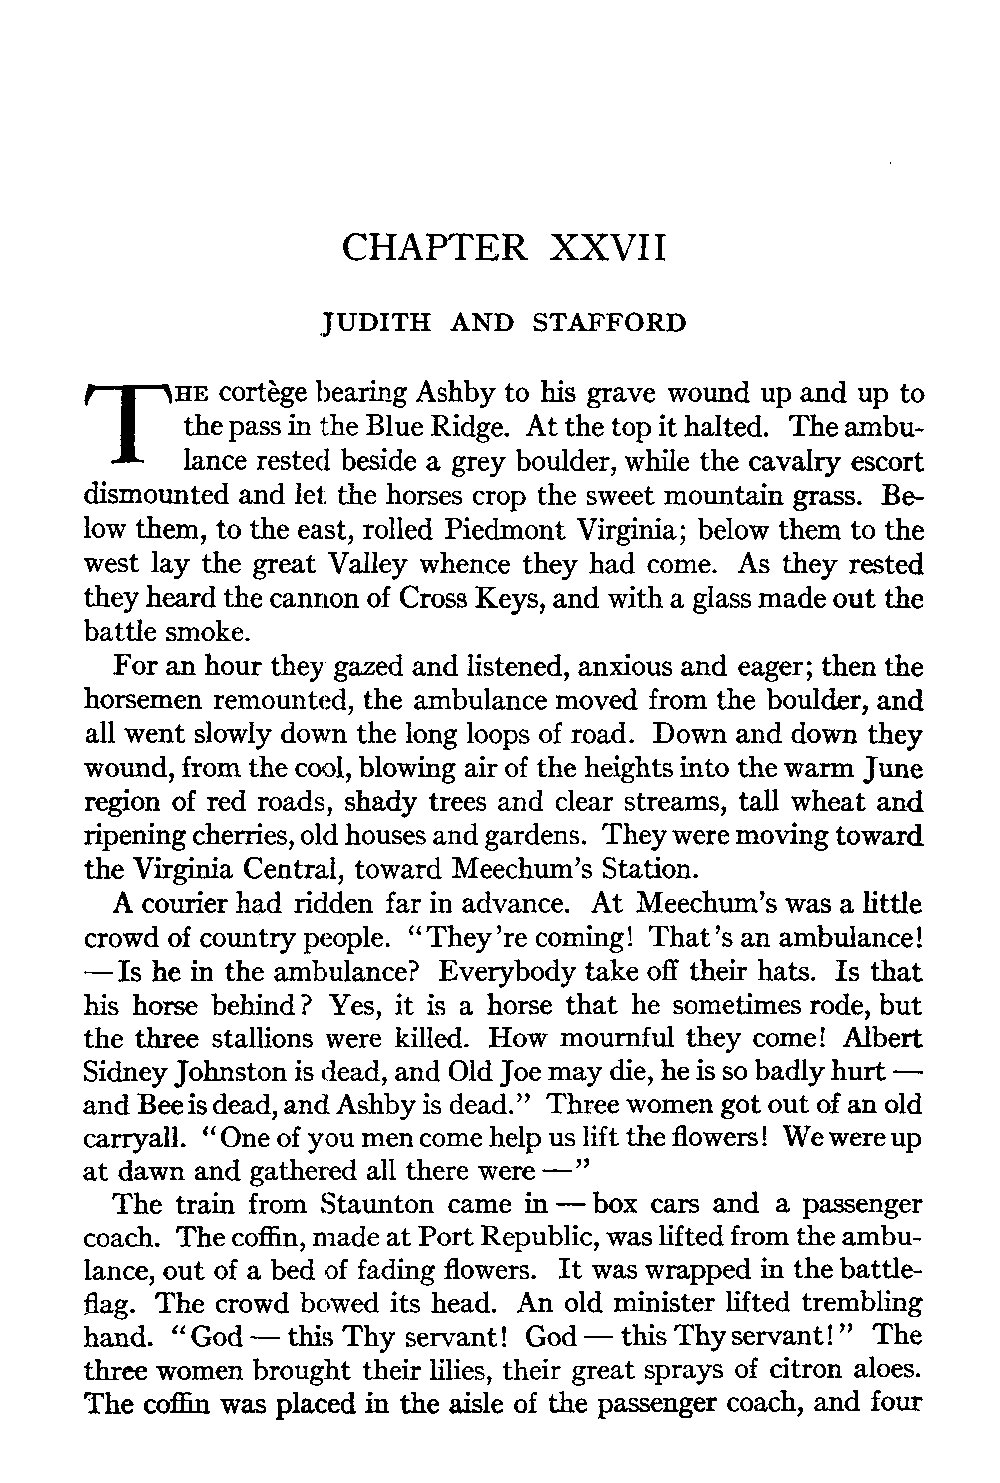 CHAPTER XXVII
JUDITH AND STAFFORD
THE cortège bearing Ashby to his grave wound up and up to
the pass in the Blue Ridge. At the top it halted. The ambu-
lance rested beside a grey boulder, while the cavalry escort
dismounted and let the horses crop the sweet mountain grass. Be-
low them, to the east, rolled Piedmont Virginia; below them to the
west lay the great Valley whence they had come. As they rested
they heard the cannon of Cross Keys, and with a glass made out the
battle smoke.
For an hour they gazed and listened, anxious and eager; then the
horsemen remounted, the ambulance moved from the boulder, and
all went slowly down the long loops of road. Down and down they
wound, from the cool, blowing air of the heights into the warm June
region of red roads, shady trees and clear streams, tall wheat and
ripening cherries, old houses and gardens. They were moving toward
the Virginia Central, toward Meechum's Station.
A courier had ridden far in advance. At Meechum's was a little
crowd of country people. "They're coming! That's an ambulance!
—Is he in the ambulance? Everybody take off their hats. Is that
his horse behind? Yes, it is a horse that he sometimes rode, but
the three stallions were killed. How mournful they come! Albert
Sidney Johnston is dead, and Old Joe may die, he is so badly hurt —
and Bee is dead, and Ashby is dead." Three women got out of an old
carryall. "One of you men come help us lift the flowers! We were up
at dawn and gathered all there were —"
The train from Staunton came in — box cars and a passenger
coach. The coffin, made at Port Republic, was lifted from the ambu-
lance, out of a bed of fading flowers. It was wrapped in the battle-
flag. The crowd bowed its head. An old minister lifted trembling
hand. "God — this Thy servant! God — this Thy servant!" The
three women brought their lilies, their great sprays of citron aloes.
The coffin was placed in the aisle of the passenger coach, and four